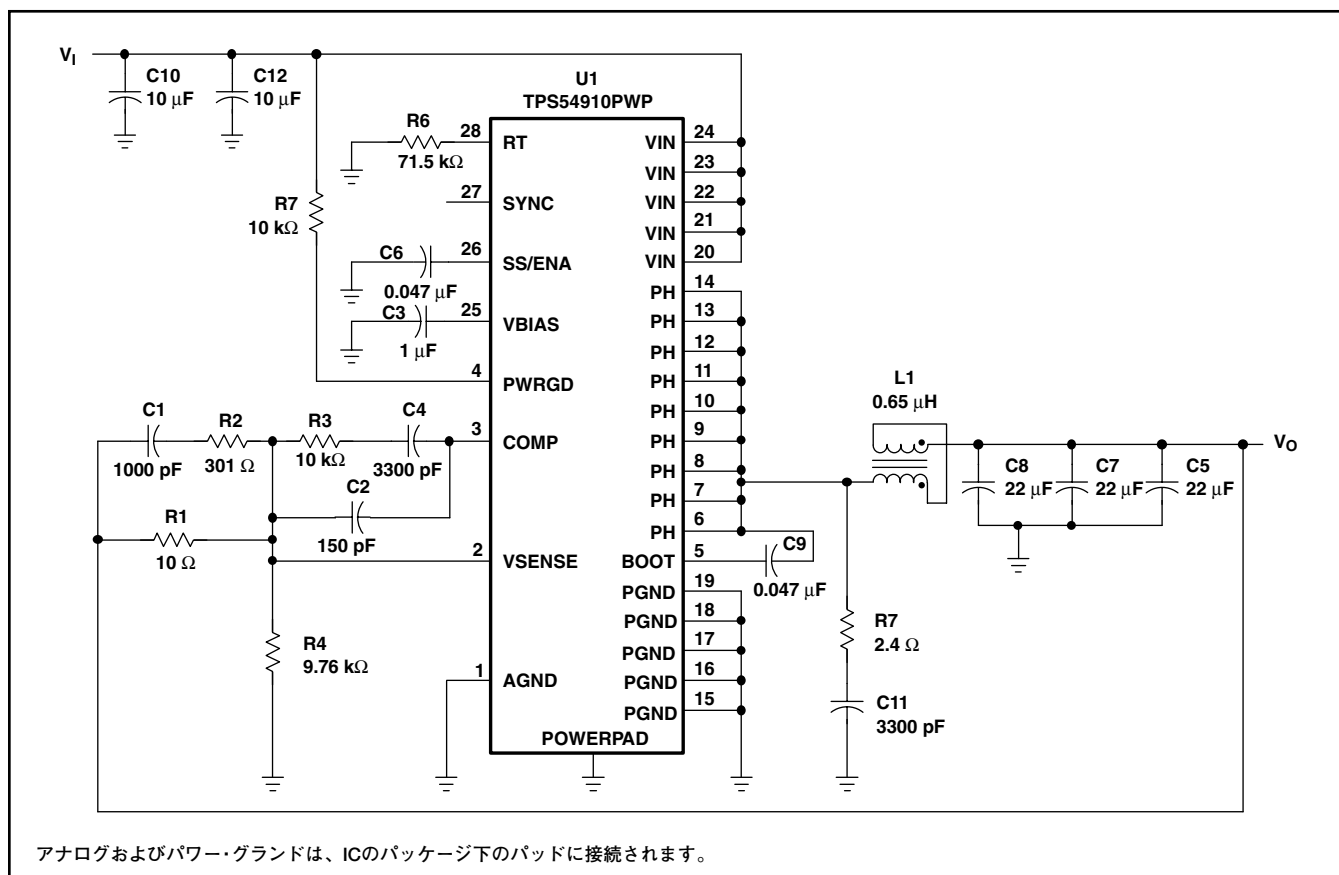 V_I
C10
10 μF
C12
10 μF
U1
TPS54910PWP
R6
71.5 kΩ
28 RT
27 SYNC
R7
10 kΩ
C6
0.047 μF
26 SS/ENA
C3
1 μF
25 VBIAS
4 PWRGD
C1
1000 pF
R2
301 Ω
R3
10 kΩ
C4
3300 pF
3 COMP
C2
150 pF
R1
10 Ω
2 VSENSE
R4
9.76 kΩ
1 AGND
VIN 24
VIN 23
VIN 22
VIN 21
VIN 20
PH 14
PH 13
PH 12
PH 11
PH 10
PH 9
PH 8
PH 7
PH 6
BOOT 5
PGND 19
PGND 18
PGND 17
PGND 16
PGND 15
POWERPAD
C9
0.047 μF
L1
0.65 μH
R7
2.4 Ω
C11
3300 pF
C8
22 μF
C7
22 μF
C5
22 μF
V_O
アナログおよびパワー・グランドは、ICのパッケージ下のパッドに接続されます。